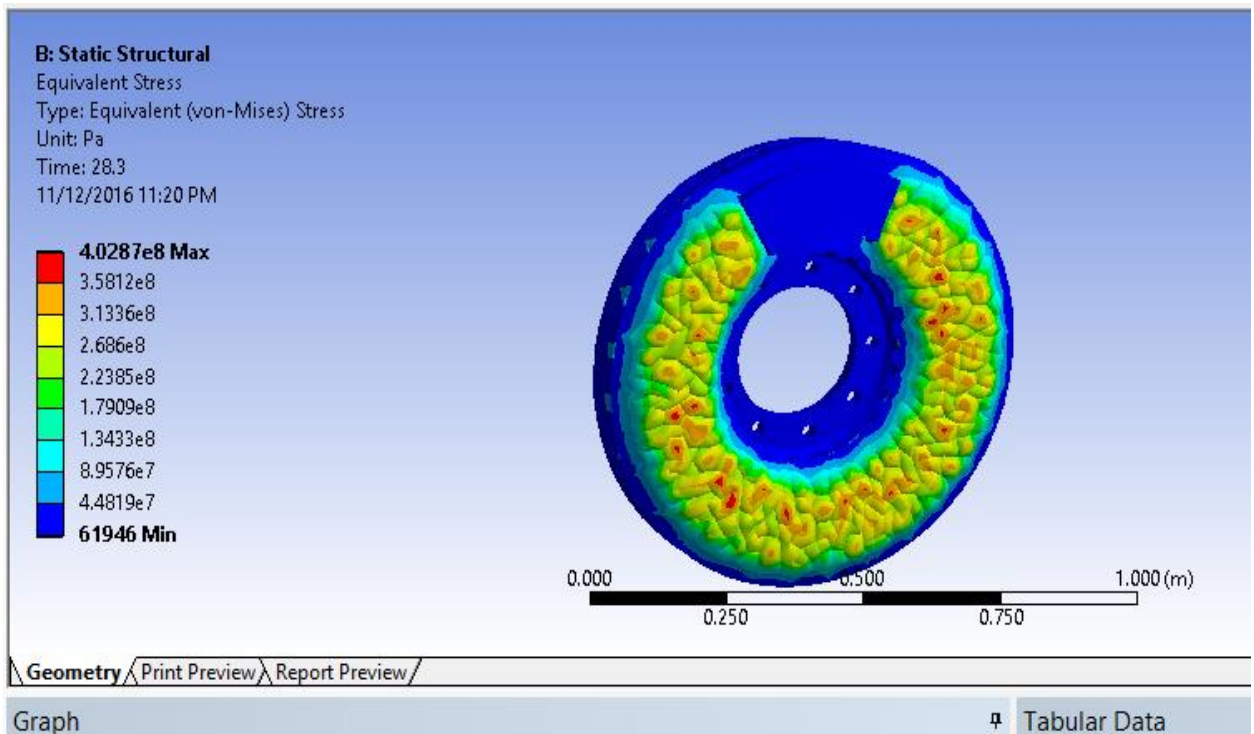 B: Static Structural
Equivalent Stress
Type: Equivalent (von-Mises) Stress
Unit: Pa
Time: 28.3
11/12/2016 11:20 PM
4.0287e8 Max
3.5812e8
3.1336e8
2.686e8
2.2385e8
1.7909e8
1.3433e8
8.9576e7
4.4819e7
61946 Min
0.000 0.500 1.000 (m)
0.250 0.750
Geometry Print Preview Report Preview
Graph Tabular Data